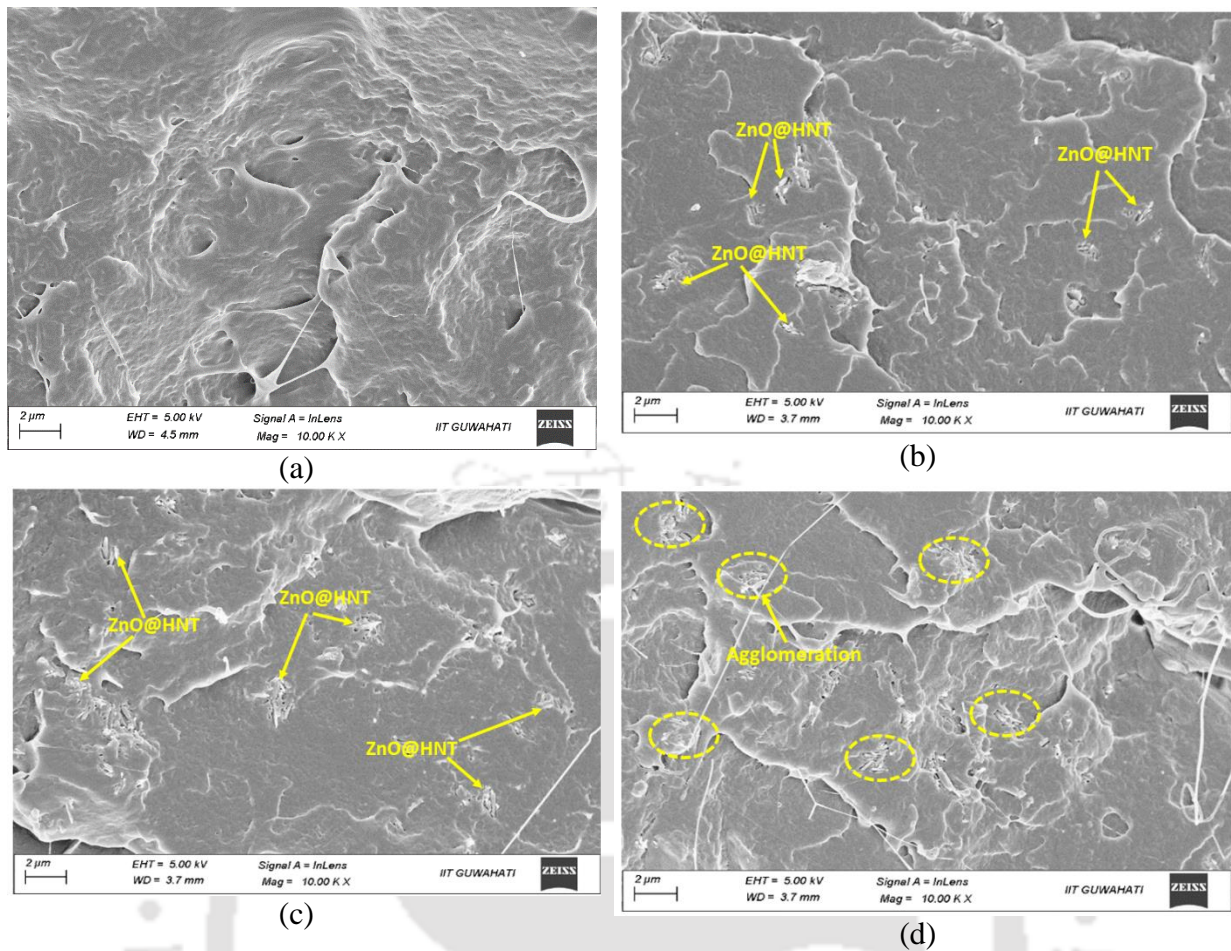 2 µm EHT = 5.00 kV Signal A = InLens IIT GUWAHATI ZEISS
WD = 4.5 mm Mag = 10.00 K X
(a)
ZnO@HNT
ZnO@HNT
ZnO@HNT
2 µm EHT = 5.00 kV Signal A = InLens IIT GUWAHATI ZEISS
WD = 3.7 mm Mag = 10.00 K X
(b)
ZnO@HNT
ZnO@HNT
ZnO@HNT
2 µm EHT = 5.00 kV Signal A = InLens IIT GUWAHATI ZEISS
WD = 3.7 mm Mag = 10.00 K X
(c)
Agglomeration
2 µm EHT = 5.00 kV Signal A = InLens IIT GUWAHATI ZEISS
WD = 3.7 mm Mag = 10.00 K X
(d)